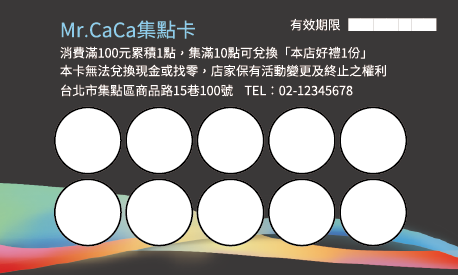 Mr.CaCa集點卡
有效期限
消費滿100元累積1點，集滿10點可兌換「本店好禮1份」
本卡無法兌換現金或找零，店家保有活動變更及終止之權利
台北市集點區商品路15巷100號 TEL：02-12345678